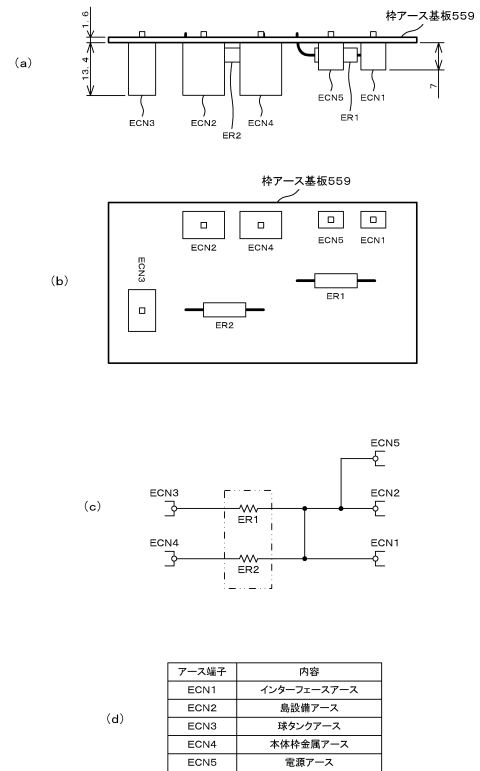 枠アース基板559
1.6
13.4
(a)
ECN3
ECN2
ER2
ECN4
ECN5
ER1
ECN1
7
枠アース基板559
(b)
ECN2
ECN4
ECN5
ECN1
ECN3
ER1
ER2
(c)
ECN5
ECN3
ECN2
ER1
ECN4
ECN1
ER2
(d)
アース端子 内容
ECN1 インターフェースアース
ECN2 島設備アース
ECN3 球タンクアース
ECN4 本体枠金属アース
ECN5 電源アース